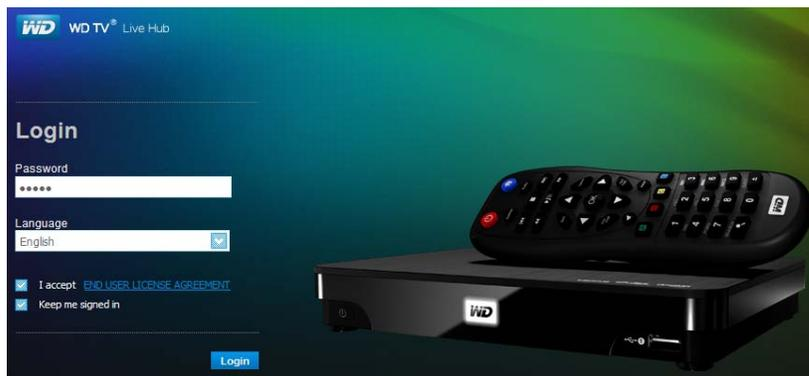 WD WD TV® Live Hub
Login
Password
•••••
Language
English
I accept END USER LICENSE AGREEMENT
Keep me signed in
Login
OK
WD
WD